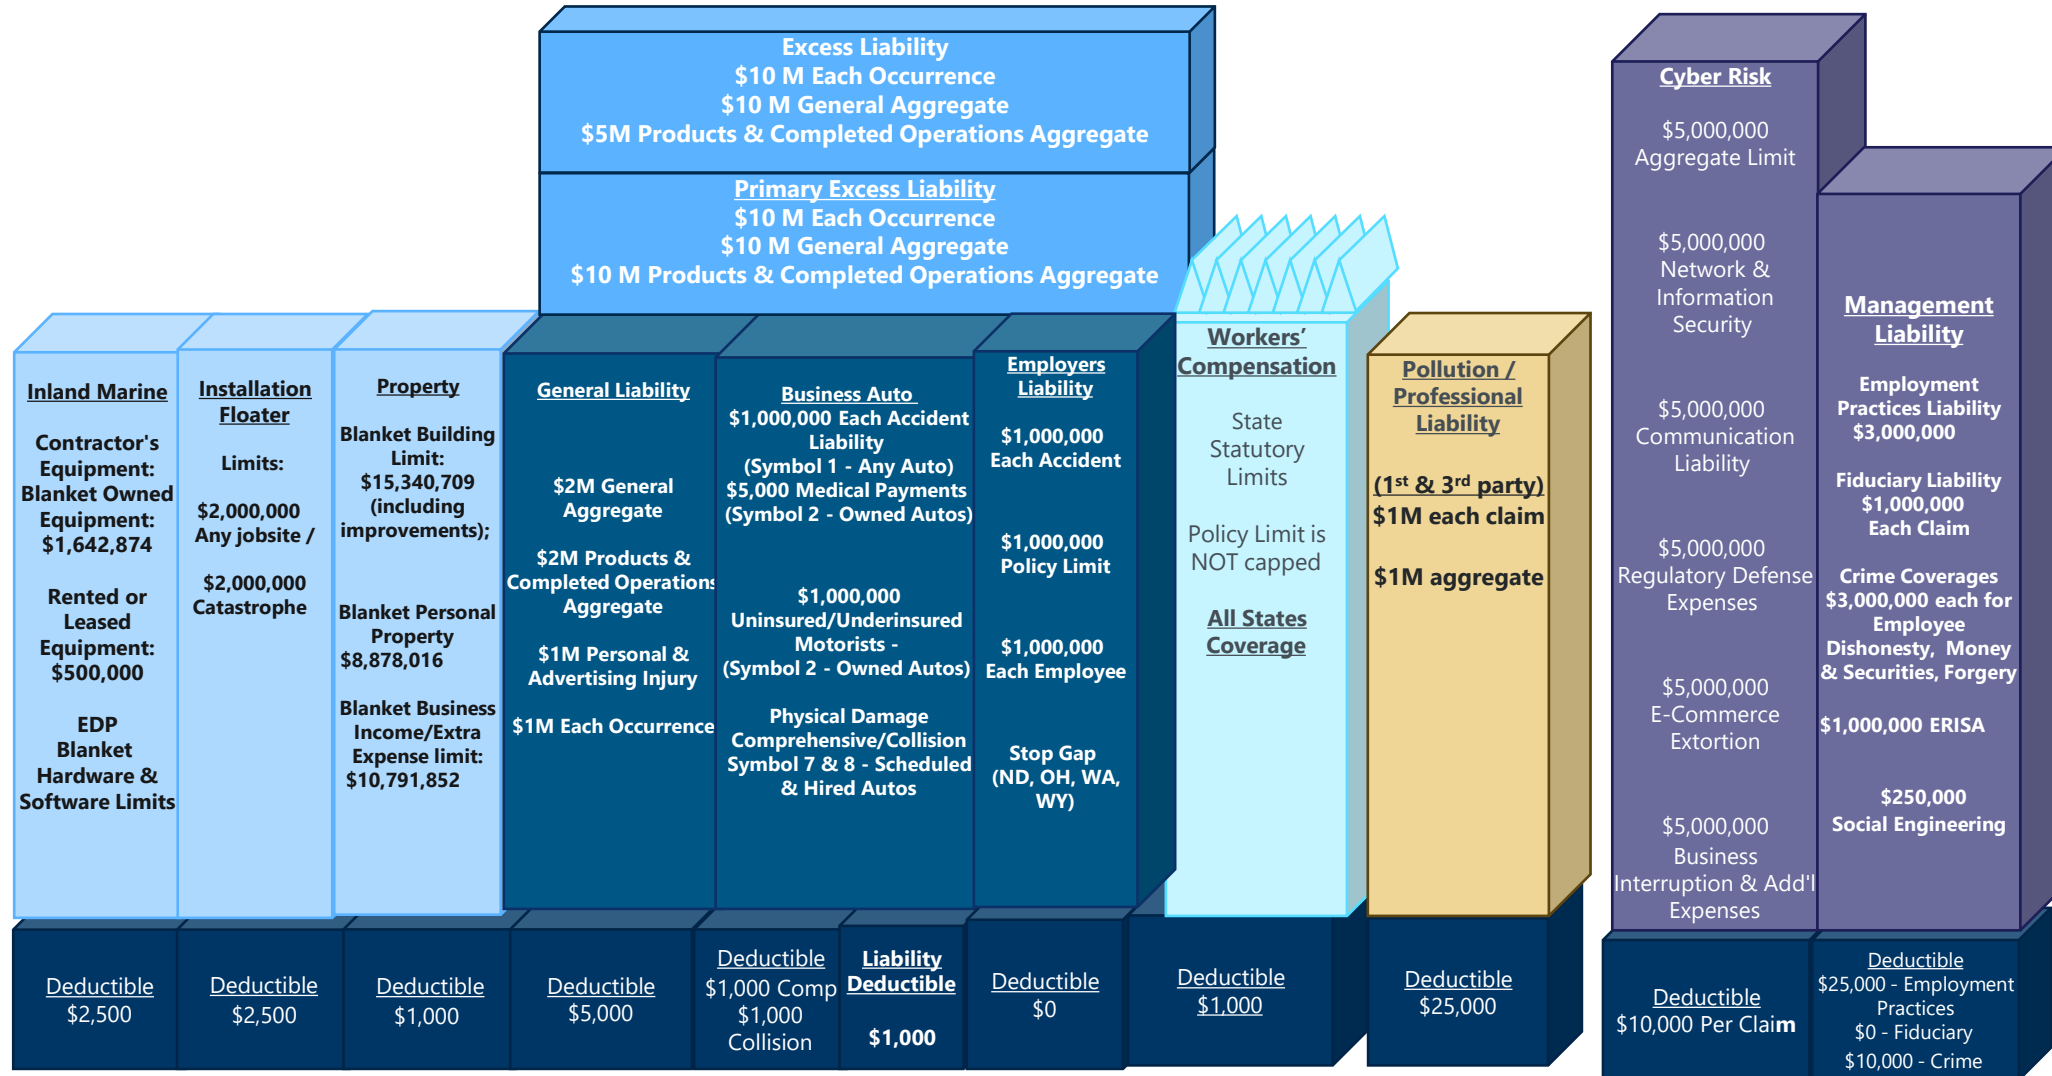 Excess Liability
$10 M Each Occurrence
$10 M General Aggregate
$5M Products & Completed Operations Aggregate
Primary Excess Liability
$10 M Each Occurrence
$10 M General Aggregate
$10 M Products & Completed Operations Aggregate
Inland Marine
Contractor's
Equipment:
Blanket Owned
Equipment:
$1,642,874
Rented or
Leased
Equipment:
$500,000
EDP
Blanket
Hardware &
Software Limits
Installation
Floater
Limits:
$2,000,000
Any jobsite /
$2,000,000
Catastrophe
Property
Blanket Building
Limit:
$15,340,709
(including
improvements);
Blanket Personal
Property
$8,878,016
Blanket Business
Income/Extra
Expense limit:
$10,791,852
General Liability
$2M General
Aggregate
$2M Products &
Completed Operations
Aggregate
$1M Personal &
Advertising Injury
$1M Each Occurrence
Business Auto
$1,000,000 Each Accident
Liability
(Symbol 1 - Any Auto)
$5,000 Medical Payments
(Symbol 2 - Owned Autos)
$1,000,000
Uninsured/Underinsured
Motorists -
(Symbol 2 - Owned Autos)
Physical Damage
Comprehensive/Collision
Symbol 7 & 8 - Scheduled
& Hired Autos
Employers
Liability
$1,000,000
Each Accident
$1,000,000
Policy Limit
$1,000,000
Each Employee
Stop Gap
(ND, OH, WA,
WY)
Workers’
Compensation
State
Statutory
Limits
Policy Limit is
NOT capped
All States
Coverage
Pollution /
Professional
Liability
(1st & 3rd party)
$1M each claim
$1M aggregate
Cyber Risk
$5,000,000
Aggregate Limit
$5,000,000
Network &
Information
Security
$5,000,000
Communication
Liability
$5,000,000
Regulatory Defense
Expenses
$5,000,000
E-Commerce
Extortion
$5,000,000
Business
Interruption & Add'l
Expenses
Management
Liability
Employment
Practices Liability
$3,000,000
Fiduciary Liability
$1,000,000
Each Claim
Crime Coverages
$3,000,000 each for
Employee
Dishonesty, Money
& Securities, Forgery
$1,000,000 ERISA
$250,000
Social Engineering
Deductible
$2,500
Deductible
$2,500
Deductible
$1,000
Deductible
$5,000
Deductible
$1,000 Comp
$1,000
Collision
Liability
Deductible
$1,000
Deductible
$0
Deductible
$1,000
Deductible
$25,000
Deductible
$10,000 Per Claim
Deductible
$25,000 - Employment
Practices
$0 - Fiduciary
$10,000 - Crime